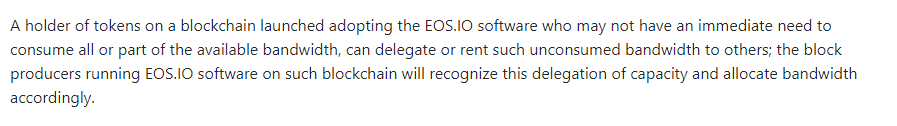 A holder of tokens on a blockchain launched adopting the EOS.IO software who may not have an immediate need to
consume all or part of the available bandwidth, can delegate or rent such unconsumed bandwidth to others; the block
producers running EOS.IO software on such blockchain will recognize this delegation of capacity and allocate bandwidth
accordingly.